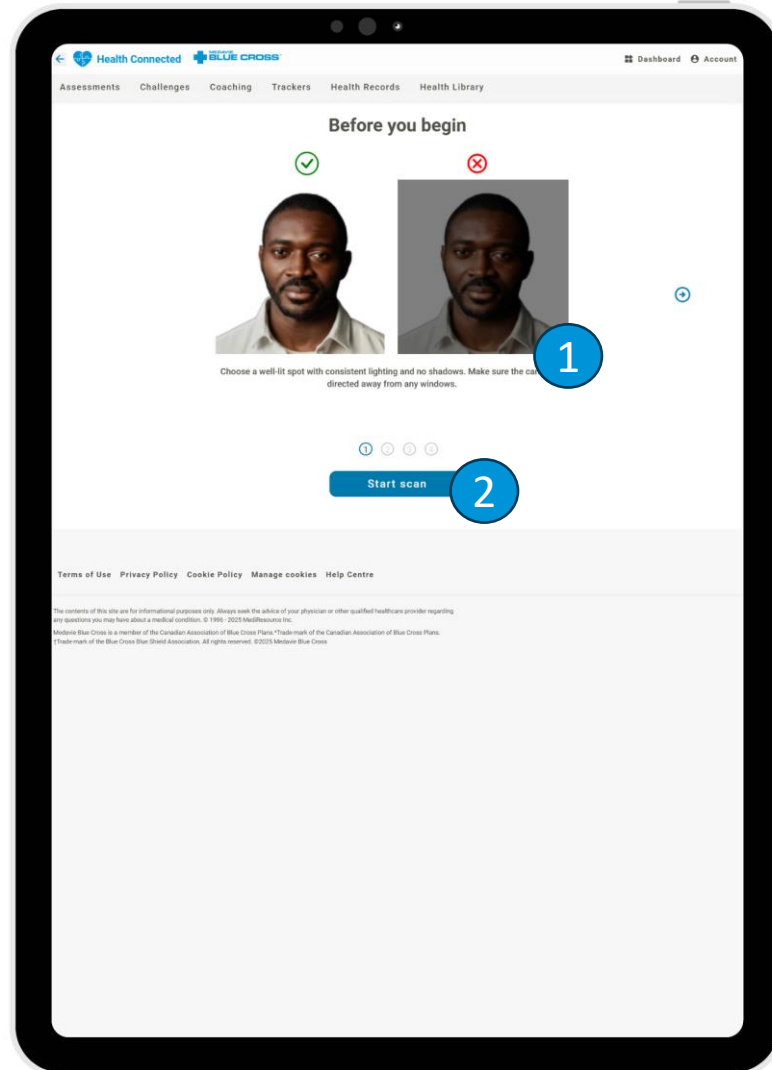 Health Connected MEDAVIE BLUE CROSS Dashboard Account
Assessments Challenges Coaching Trackers Health Records Health Library
Before you begin
1
Choose a well-lit spot with consistent lighting and no shadows. Make sure the
directed away from any windows.
1 2 3 4
Start scan
2
Terms of Use Privacy Policy Cookie Policy Manage cookies Help Centre
The contents of this site are for informational purposes only. Always seek the advice of your physician or other qualified healthcare provider regarding
any questions you may have about a medical condition. © 1996 - 2025 MediResource Inc.
Medavie Blue Cross is a member of the Canadian Association of Blue Cross Plans.*Trade-mark of the Canadian Association of Blue Cross Plans.
†Trade-mark of the Blue Cross Blue Shield Association. All rights reserved. ©2025 Medavie Blue Cross